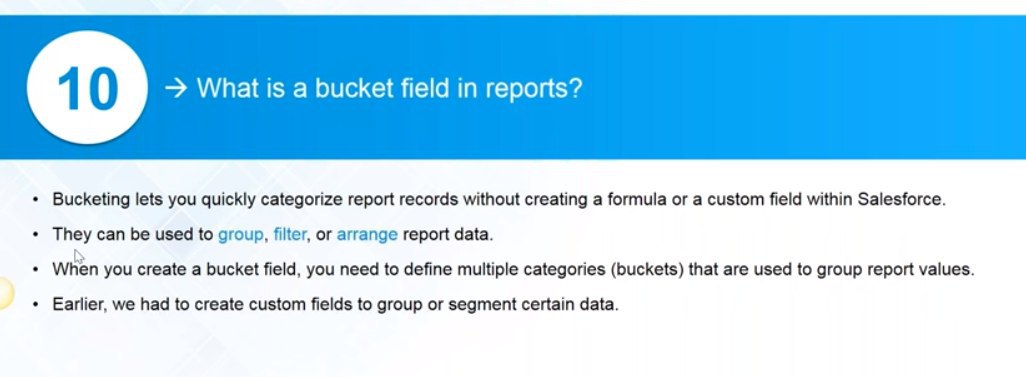 10
→ What is a bucket field in reports?
• Bucketing lets you quickly categorize report records without creating a formula or a custom field within Salesforce.
• They can be used to group, filter, or arrange report data.
• When you create a bucket field, you need to define multiple categories (buckets) that are used to group report values.
• Earlier, we had to create custom fields to group or segment certain data.